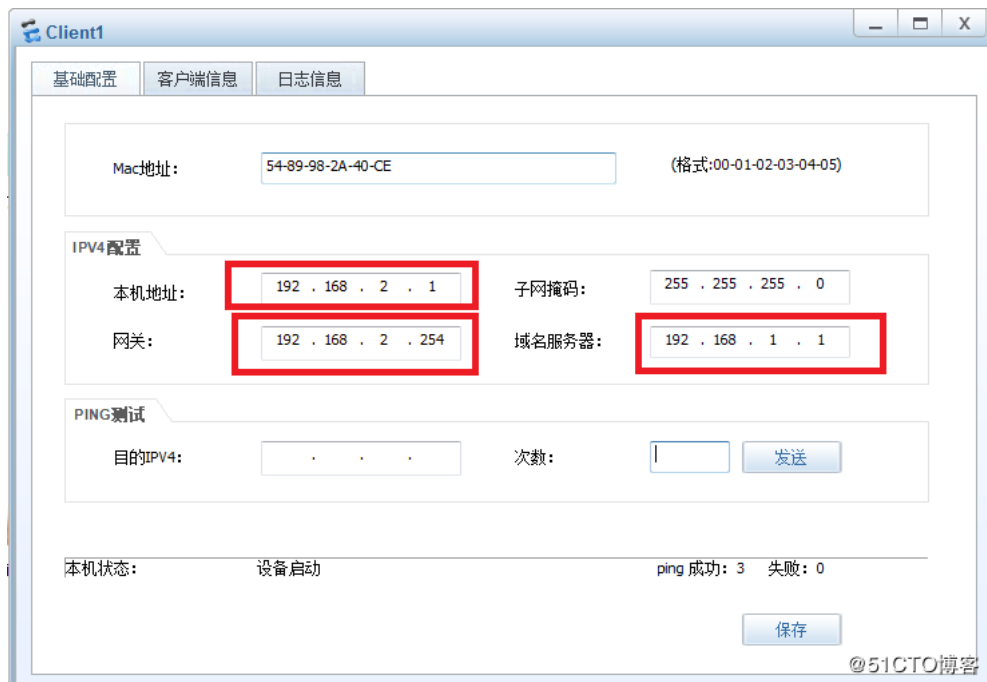 Client1
基础配置 客户端信息 日志信息
Mac地址: 54-89-98-2A-40-CE (格式:00-01-02-03-04-05)
IPV4配置
本机地址: 192 . 168 . 2 . 1 子网掩码: 255 . 255 . 255 . 0
网关: 192 . 168 . 2 . 254 域名服务器: 192 . 168 . 1 . 1
PING测试
目的IPV4: . . . 次数: 发送
本机状态: 设备启动 ping 成功: 3 失败: 0
保存
@51CTO博客